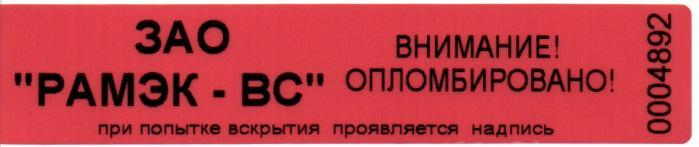 ЗАО
"РАМЭК - ВС"
ВНИМАНИЕ!
ОПЛОМБИРОВАНО!
при попытке вскрытия проявляется надпись
0004892